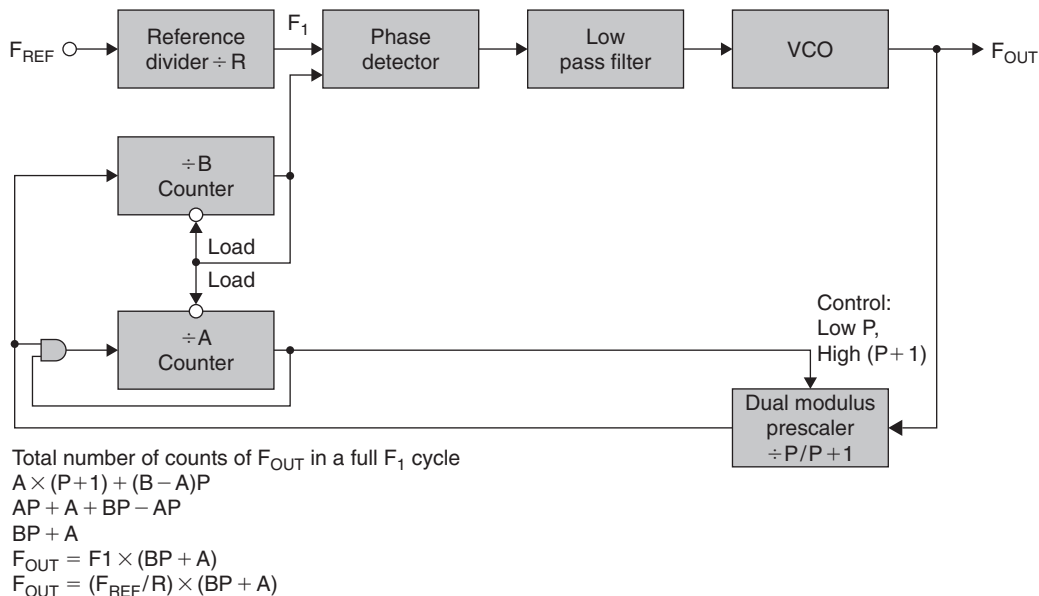 F_REF
Reference
divider ÷ R
F₁
Phase
detector
Low
pass filter
VCO
F_OUT
÷B
Counter
Load
Load
÷A
Counter
Control:
Low P,
High (P + 1)
Dual modulus
prescaler
÷P/P + 1
Total number of counts of F_OUT in a full F₁ cycle
A × (P+1) + (B – A)P
AP + A + BP – AP
BP + A
F_OUT = F1 × (BP + A)
F_OUT = (F_REF/R) × (BP + A)